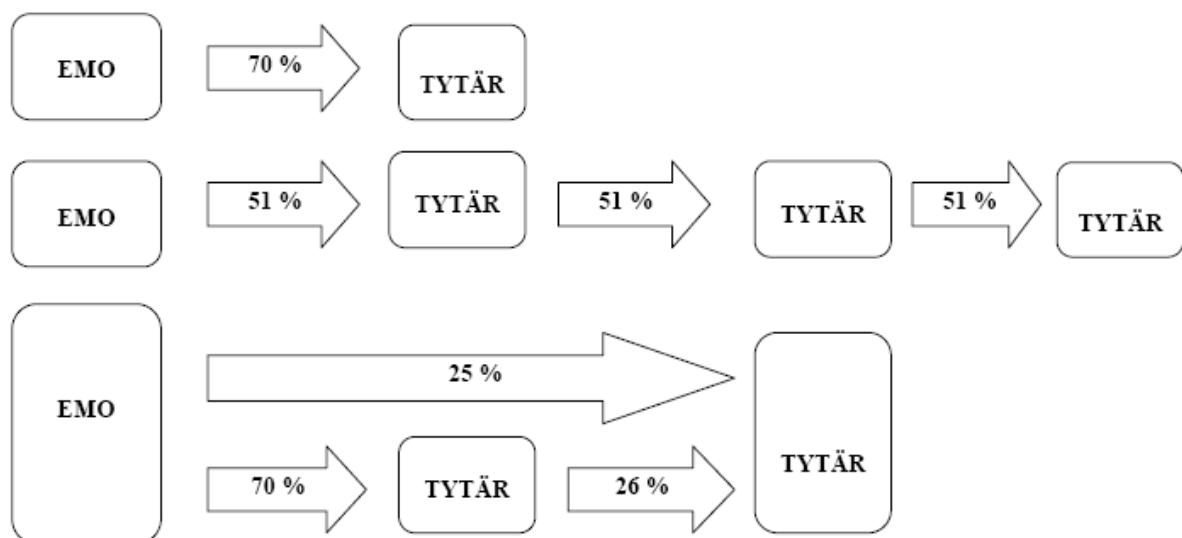 EMO
70 %
TYTÄR
EMO
51 %
TYTÄR
51 %
TYTÄR
51 %
TYTÄR
EMO
25 %
TYTÄR
70 %
TYTÄR
26 %